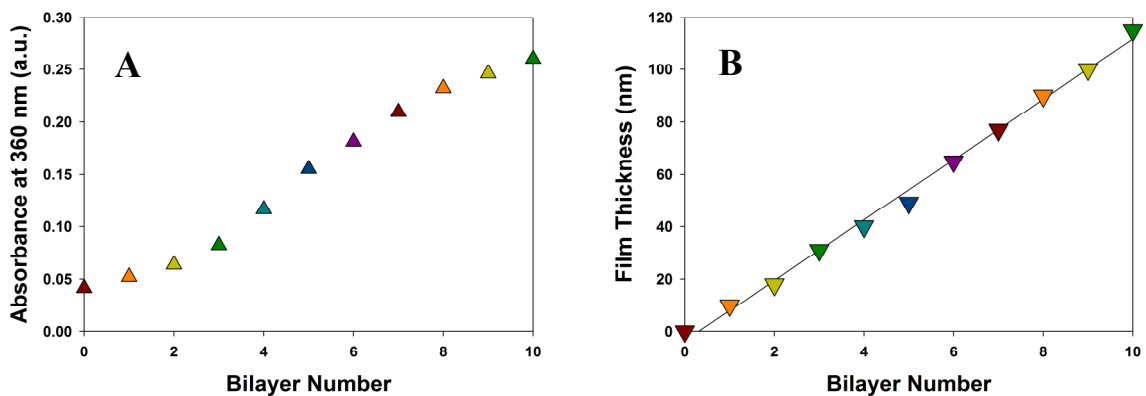 A
Absorbance at 360 nm (a.u.)
0.30
0.25
0.20
0.15
0.10
0.05
0.00
0 2 4 6 8 10
Bilayer Number
B
Film Thickness (nm)
120
100
80
60
40
20
0
0 2 4 6 8 10
Bilayer Number